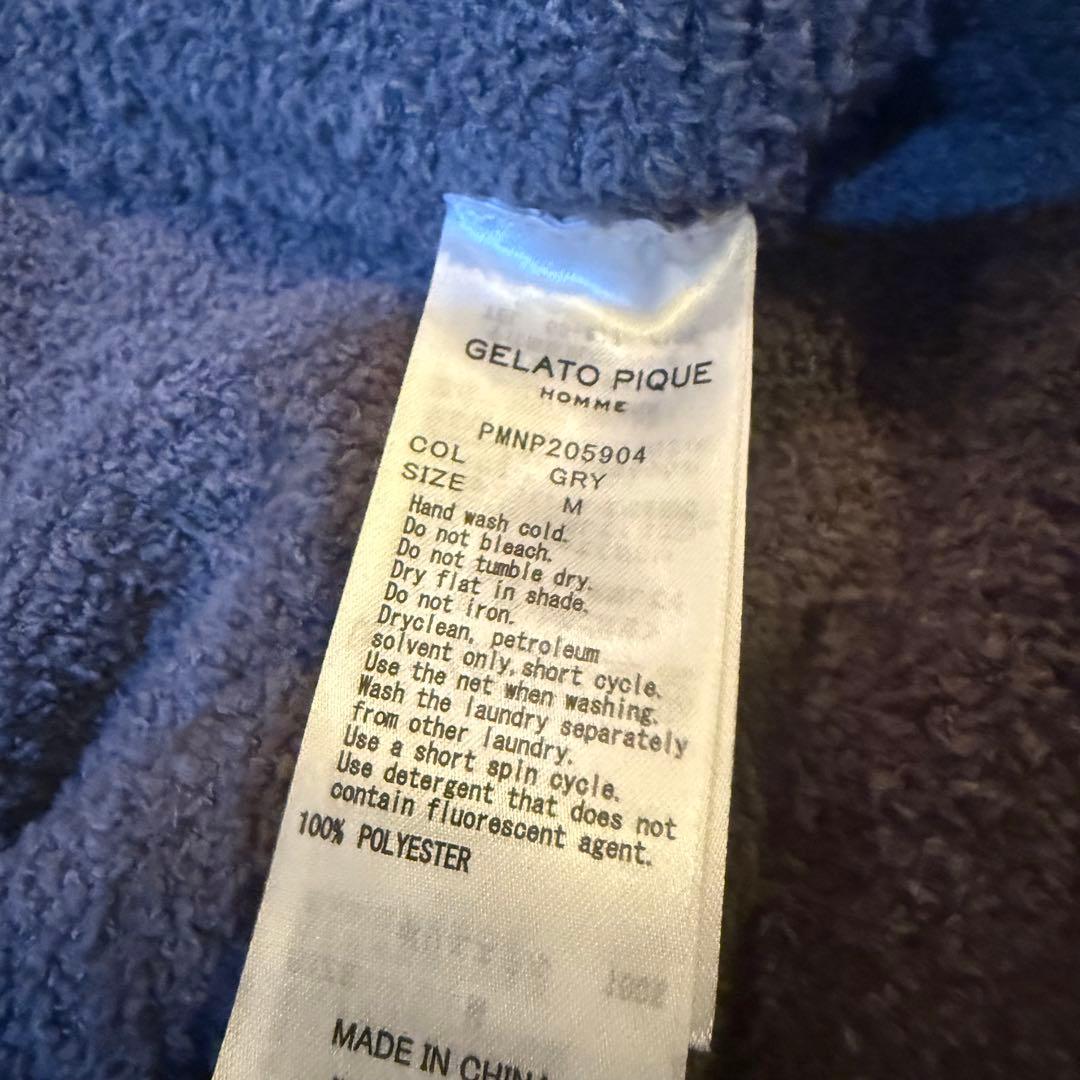 GELATO PIQUE
HOMME
PMNP205904
COL GRY
SIZE M
Hand wash cold.
Do not bleach.
Do not tumble dry.
Dry flat in shade.
Do not iron.
Dryclean, petroleum
solvent only, short cycle.
Use the net when washing.
Wash the laundry separately
from other laundry.
Use a short spin cycle.
Use detergent that does not
contain fluorescent agent.
100% POLYESTER
MADE IN CHINA